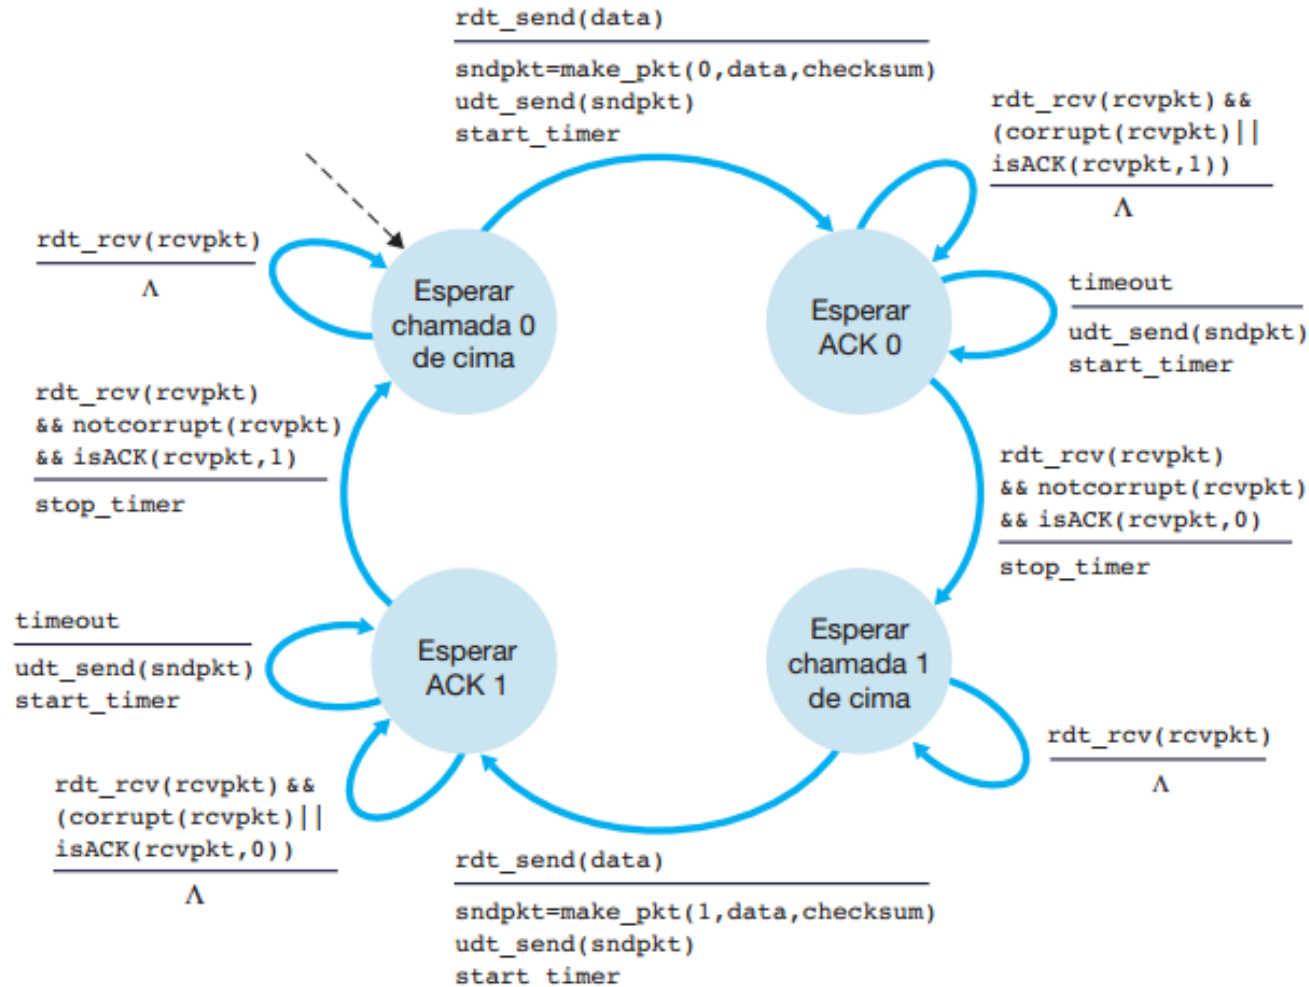 rdt_send(data)
sndpkt=make_pkt(0,data,checksum)
udt_send(sndpkt)
start_timer
rdt_rcv(rcvpkt) &&
(corrupt(rcvpkt)||
isACK(rcvpkt,1))
Λ
rdt_rcv(rcvpkt)
Λ
Esperar
chamada 0
de cima
Esperar
ACK 0
timeout
udt_send(sndpkt)
start_timer
rdt_rcv(rcvpkt)
&& notcorrupt(rcvpkt)
&& isACK(rcvpkt,1)
stop_timer
rdt_rcv(rcvpkt)
&& notcorrupt(rcvpkt)
&& isACK(rcvpkt,0)
stop_timer
timeout
udt_send(sndpkt)
start_timer
Esperar
ACK 1
Esperar
chamada 1
de cima
rdt_rcv(rcvpkt)
Λ
rdt_rcv(rcvpkt) &&
(corrupt(rcvpkt)||
isACK(rcvpkt,0))
Λ
rdt_send(data)
sndpkt=make_pkt(1,data,checksum)
udt_send(sndpkt)
start timer